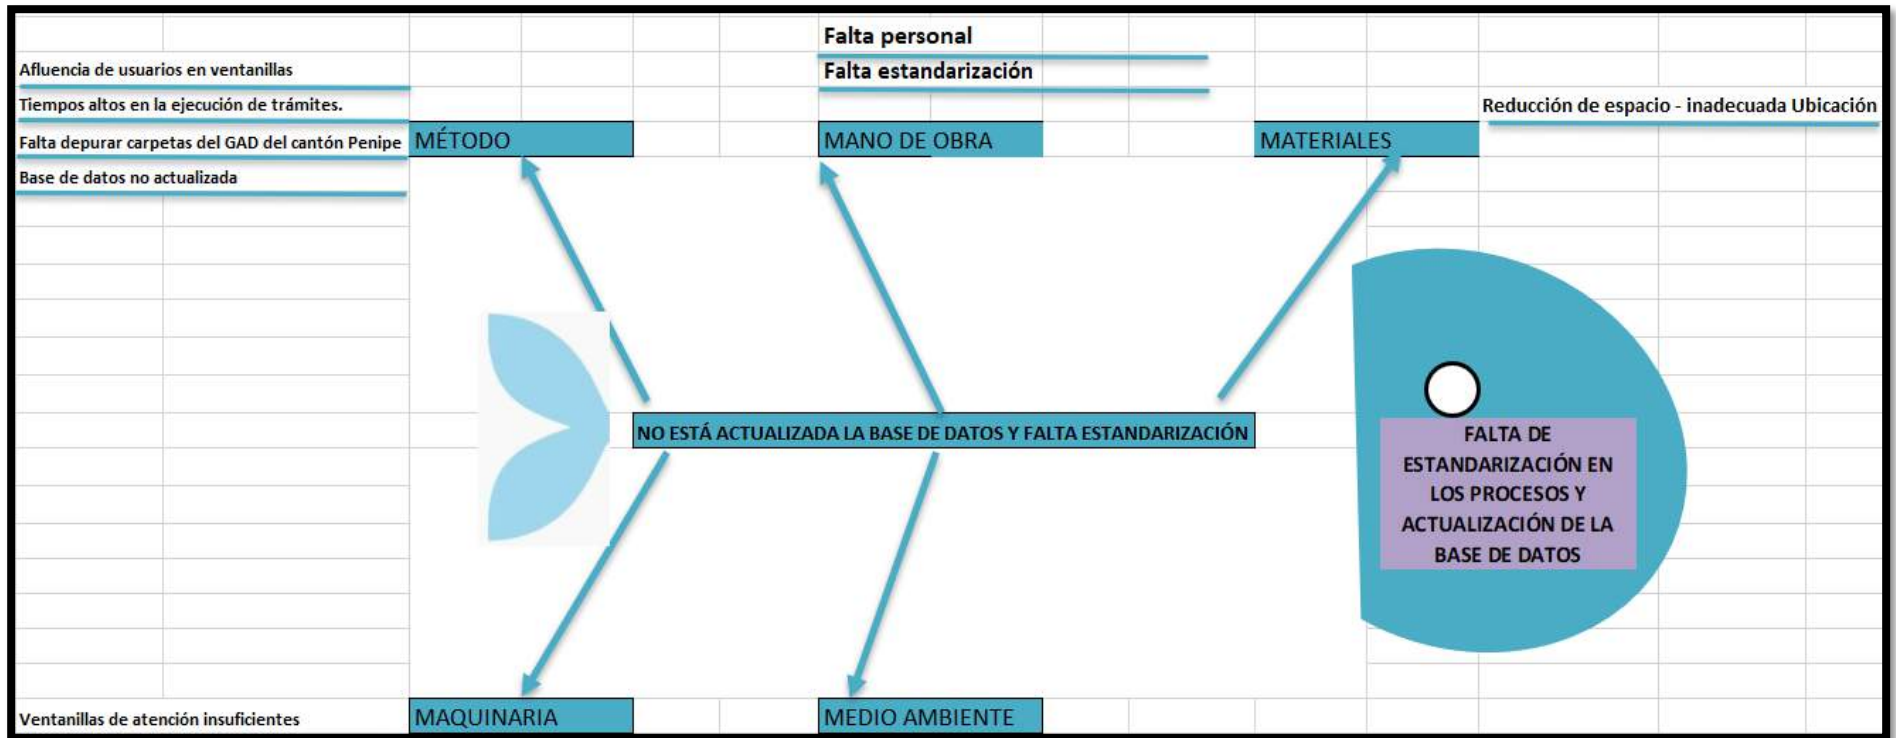 Falta personal
Afluencia de usuarios en ventanillas
Falta estandarización
Tiempos altos en la ejecución de trámites.
Reducción de espacio - inadecuada Ubicación
Falta depurar carpetas del GAD del cantón Penipe
MÉTODO
MANO DE OBRA
MATERIALES
Base de datos no actualizada
NO ESTÁ ACTUALIZADA LA BASE DE DATOS Y FALTA ESTANDARIZACIÓN
FALTA DE
ESTANDARIZACIÓN EN
LOS PROCESOS Y
ACTUALIZACIÓN DE LA
BASE DE DATOS
Ventanillas de atención insuficientes
MAQUINARIA
MEDIO AMBIENTE